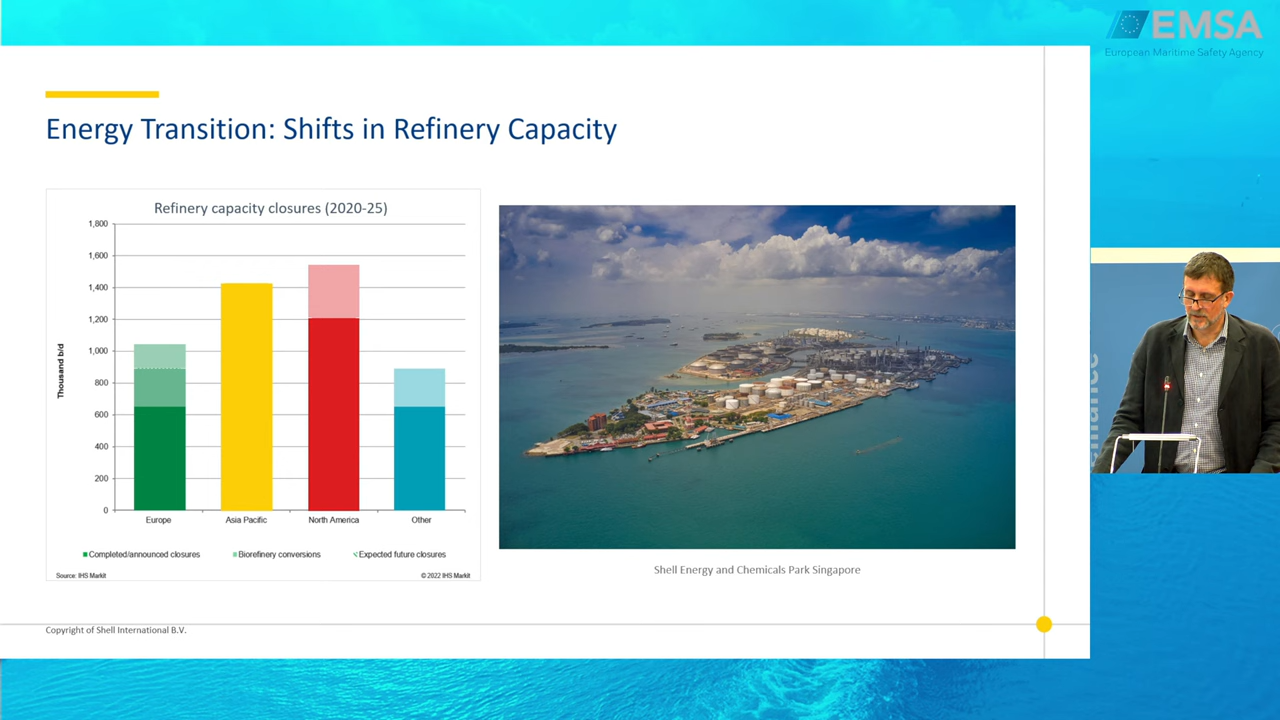 EMSA
European Maritime Safety Agency
Energy Transition: Shifts in Refinery Capacity
Refinery capacity closures (2020-25)
1,800
1,600
1,400
1,200
1,000
800
600
400
200
0
Thousand b/d
Europe
Asia Pacific
North America
Other
Completed/announced closures
Biorefinery conversions
Expected future closures
Source: IHS Markit
© 2022 IHS Markit
Shell Energy and Chemicals Park Singapore
Copyright of Shell International B.V.